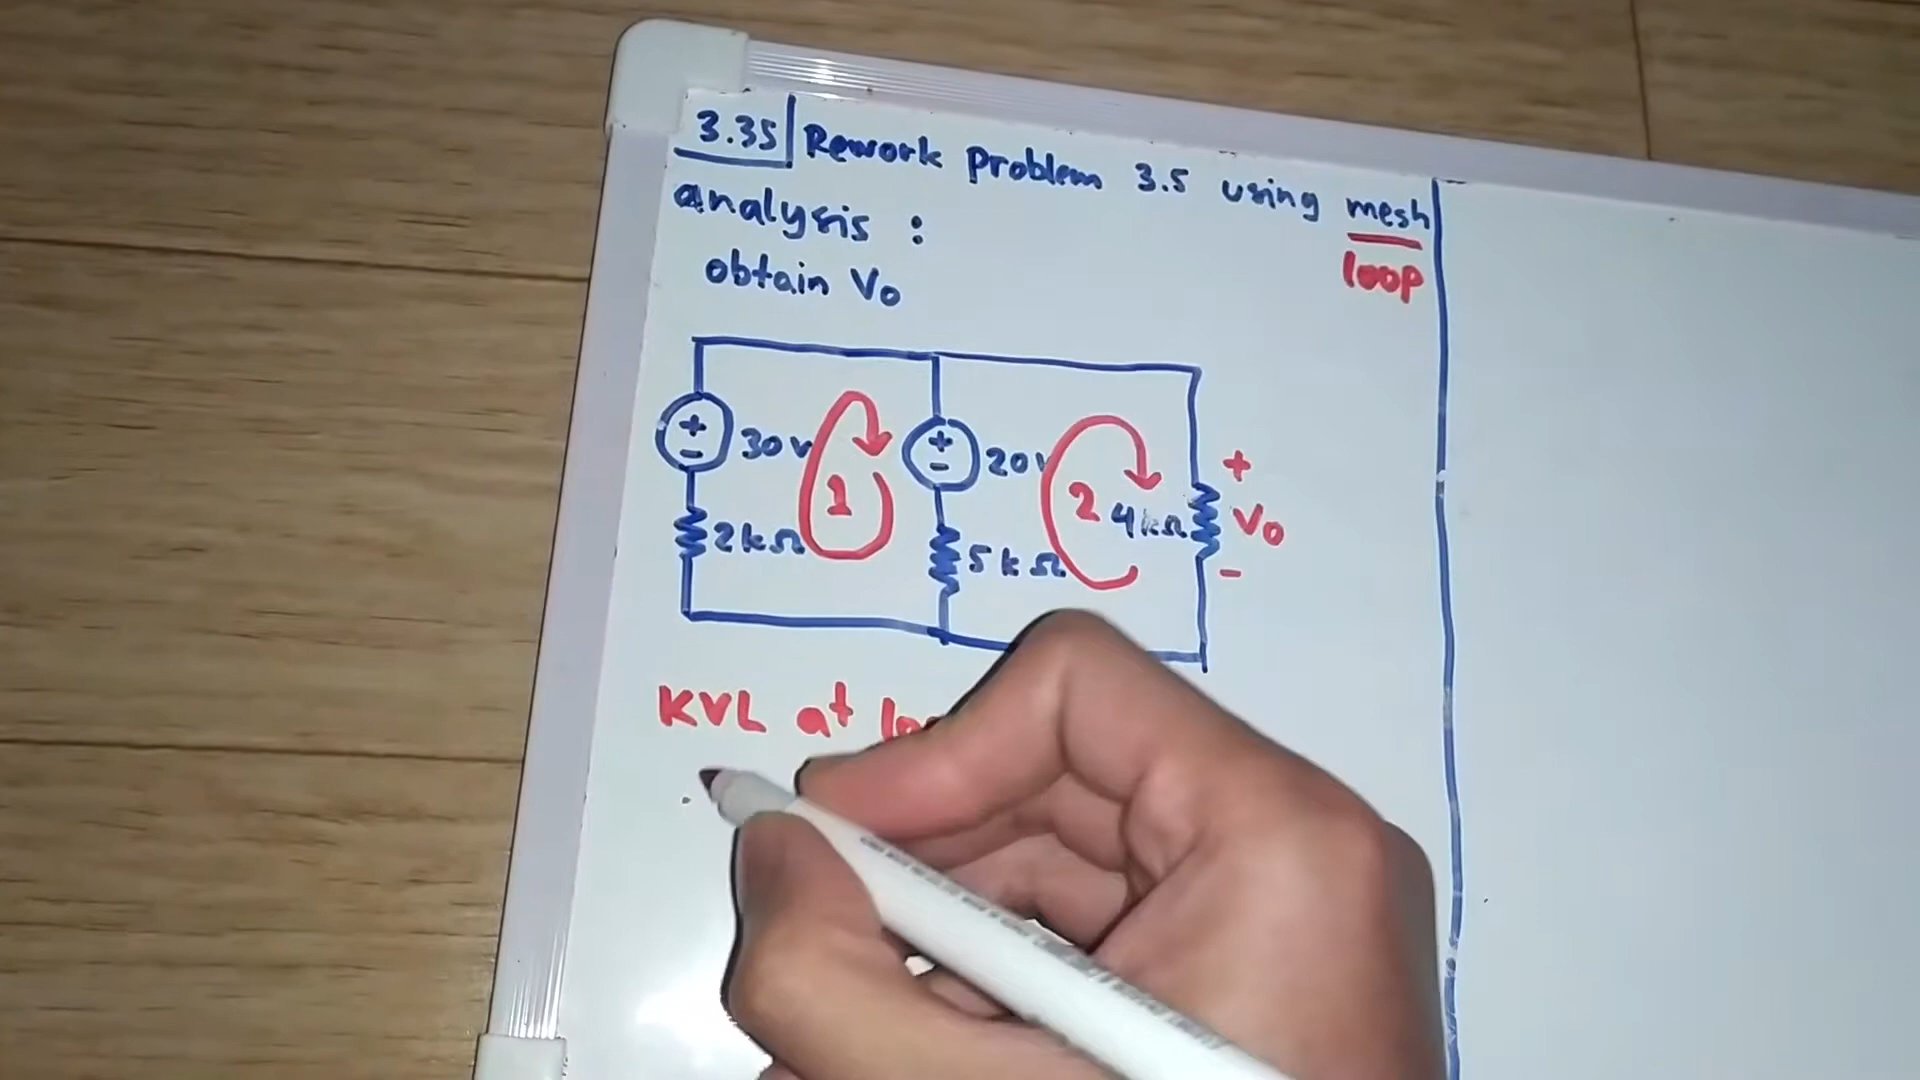 3.35 Rework Problem 3.5 using mesh
analysis :
loop
obtain Vo
+
-
30v
1
+
-
20v
2
+
Vo
-
2kΩ
5kΩ
4kΩ
KVL at